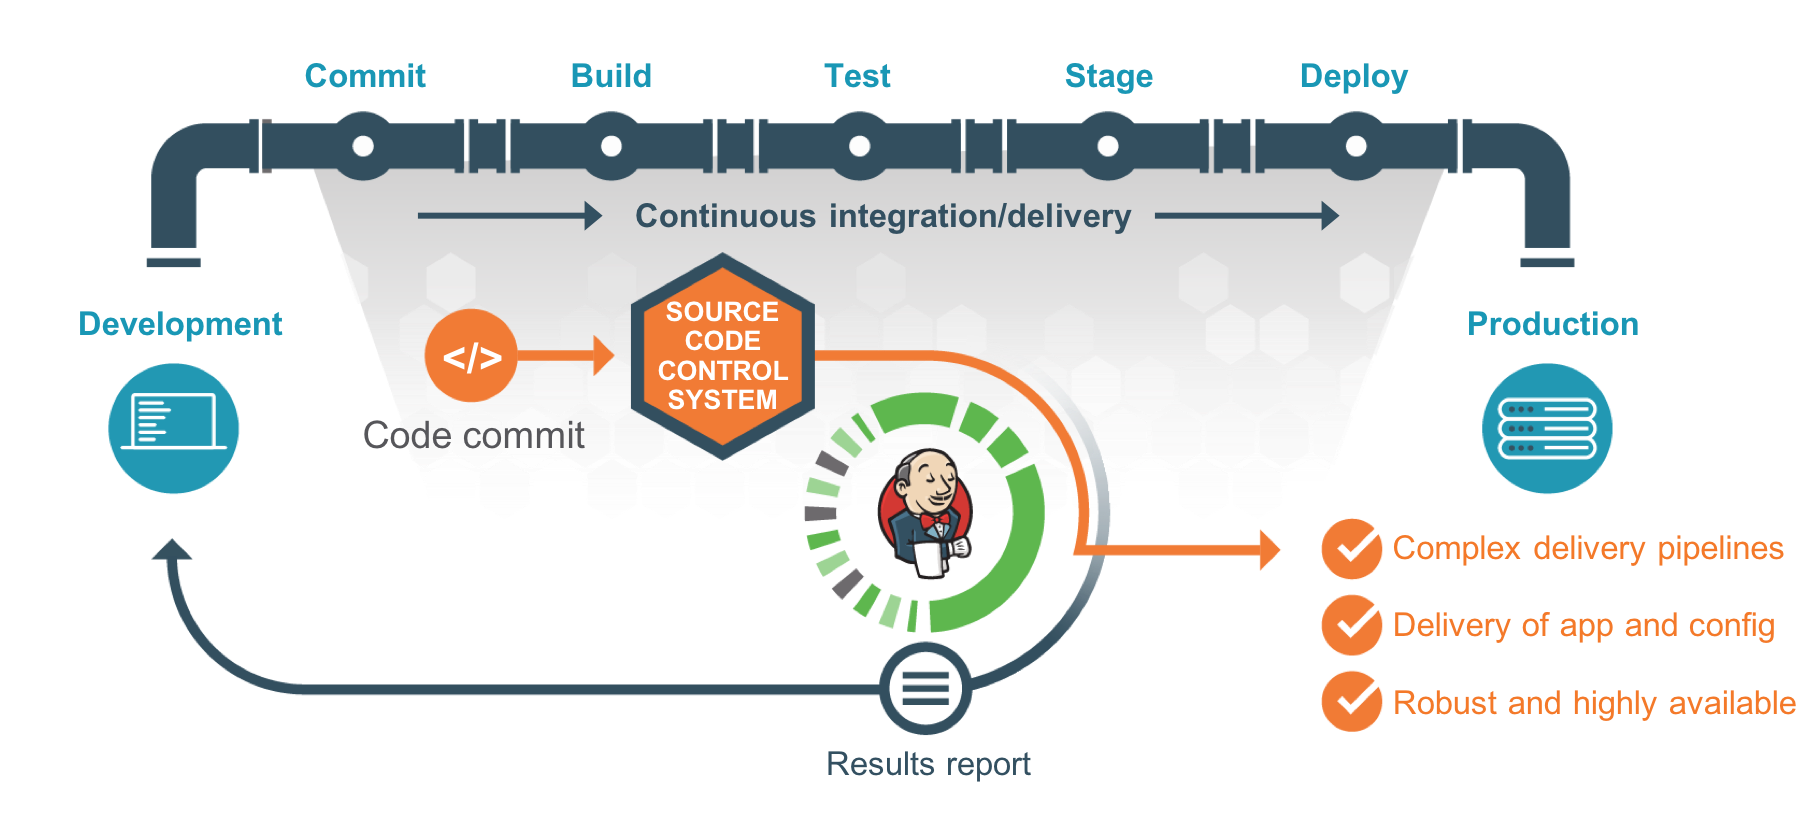 Commit
Build
Test
Stage
Deploy
Continuous integration/delivery
Development
Production
</>
SOURCE
CODE
CONTROL
SYSTEM
Code commit
Complex delivery pipelines
Delivery of app and config
Robust and highly available
Results report